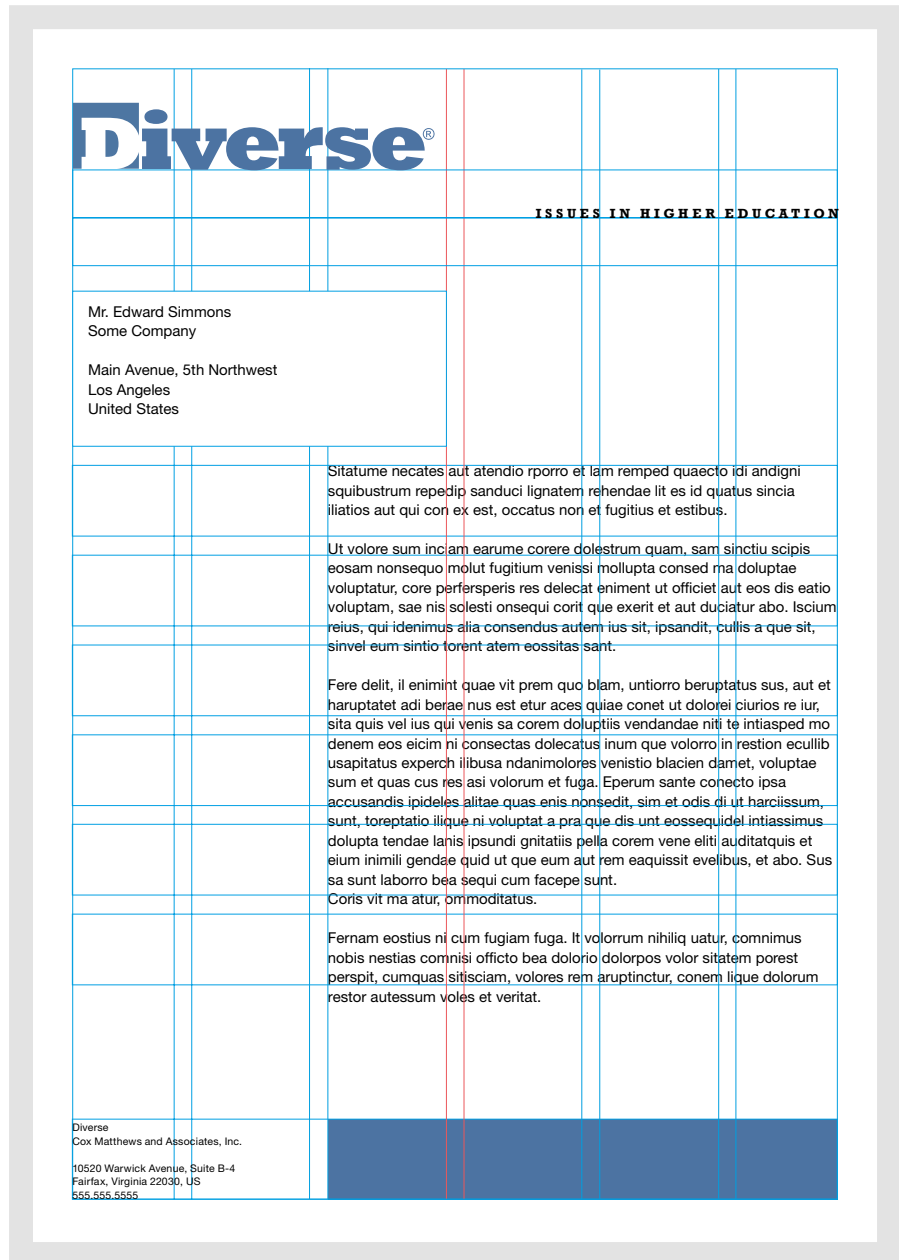 Diverse®
ISSUES IN HIGHER EDUCATION
Mr. Edward Simmons
Some Company
Main Avenue, 5th Northwest
Los Angeles
United States
Sitatume necates aut atendio rporro et lam remped quaecto idi andigni
squibustrum repedip sanduci lignatem rehendae lit es id quatus sincia
iliatios aut qui con ex est, occatus non et fugitius et estibus.
Ut volore sum inciam earume corere dolestrum quam, sam sinctiu scipis
eosam nonsequo molut fugitium venissi mollupta consed ma doluptae
voluptatur, core perfersperis res delecat eniment ut officiet aut eos dis eatio
voluptam, sae nis solesti onsequi corit que exerit et aut duciatur abo. Iscium
reius, qui idenimus alia consendus autem ius sit, ipsandit, cullis a que sit,
sinvel eum sintio torent atem eossitas sant.
Fere delit, il enimint quae vit prem quo blam, untiorro beruptatus sus, aut et
haruptatet adi berae nus est etur aces quiae conet ut dolorei ciurios re iur,
sita quis vel ius qui venis sa corem doluptiis vendandae niti te intiasped mo
denem eos eicim ni consectas dolecatus inum que volorro in restion ecullib
usapitatus experch ilibusa ndanimolores venistio blacien damet, voluptae
sum et quas cus res asi volorum et fuga. Eperum sante conecto ipsa
accusandis ipideles alitae quas enis nonsedit, sim et odis di ut harciissum,
sunt, toreptatio ilique ni voluptat a pra que dis unt eossequidel intiassimus
dolupta tendae lanis ipsundi gnitatiis pella corem vene eliti auditatquis et
eium inimili gendae quid ut que eum aut rem eaquissit evelibus, et abo. Sus
sa sunt laborro bea sequi cum facepe sunt.
Coris vit ma atur, ommoditatus.
Fernam eostius ni cum fugiam fuga. It volorrum nihiliq uatur, comnimus
nobis nestias comnisi officto bea dolorio dolorpos volor sitatem porest
perspit, cumquas sitisciam, volores rem aruptinctur, conem lique dolorum
restor autessum voles et veritat.
Diverse
Cox Matthews and Associates, Inc.
10520 Warwick Avenue, Suite B-4
Fairfax, Virginia 22030, US
555.555.5555